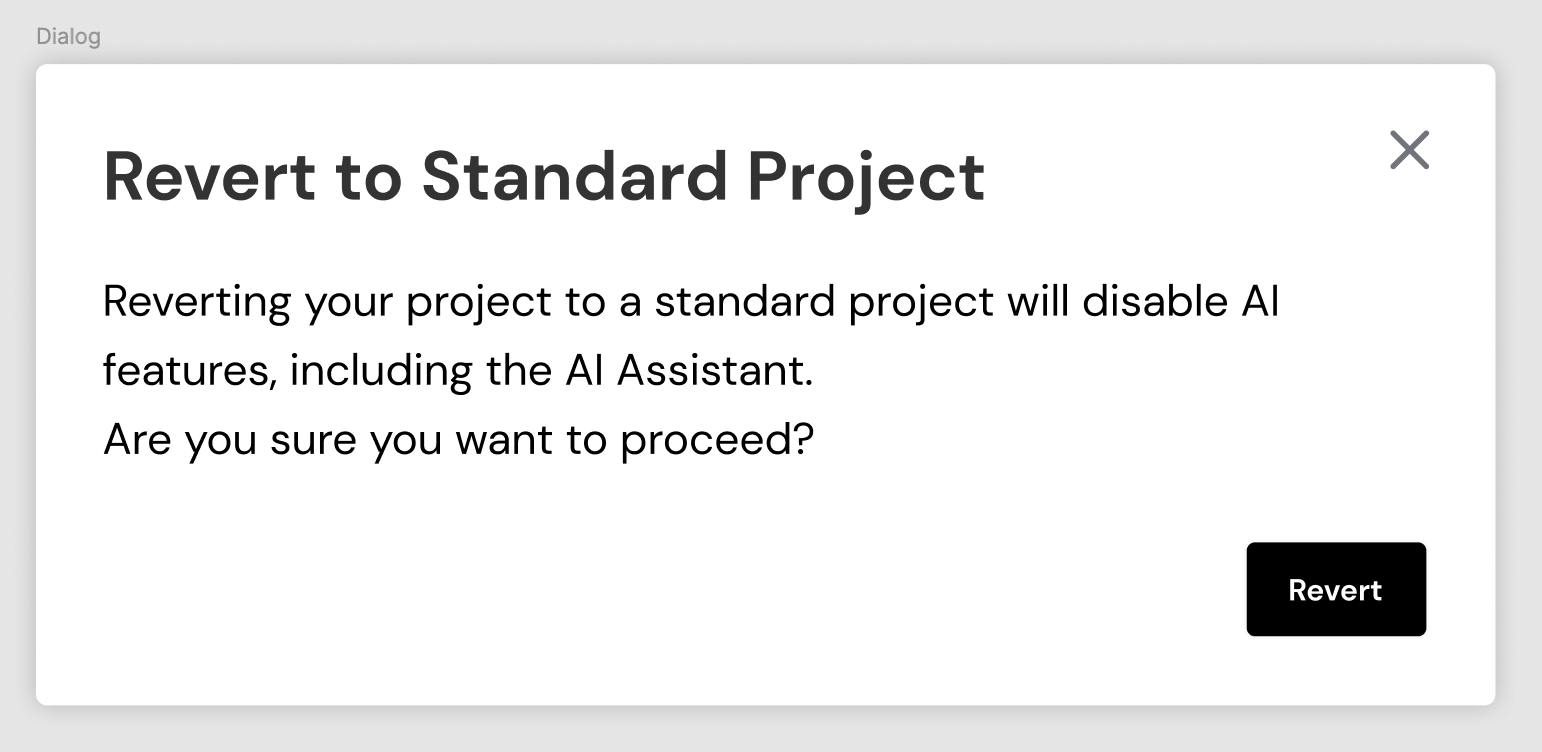 Dialog
Revert to Standard Project
Reverting your project to a standard project will disable AI
features, including the AI Assistant.
Are you sure you want to proceed?
Revert